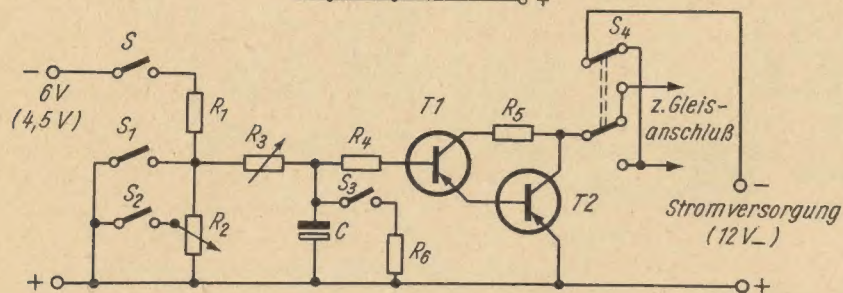 +
S
S4
− 6V
(4,5 V)
R1
T1
R5
z. Gleis-
anschluß
S1
R3
R4
S2
S3
R2
C
R6
T2
−
Stromversorgung
(12 V_)
+
+